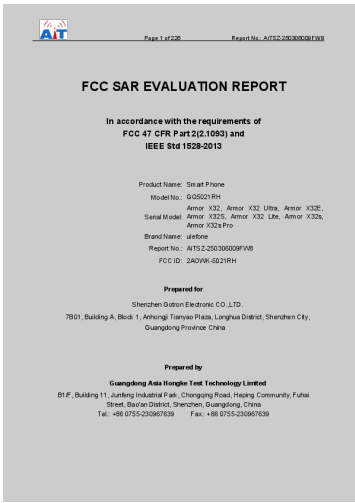 AiT
Page 1 of 226 Report No.: AiTSZ-250306009FW8
FCC SAR EVALUATION REPORT
In accordance with the requirements of
FCC 47 CFR Part 2(2.1093) and
IEEE Std 1528-2013
Product Name: Smart Phone
Model No.: GQ5021RH
Armor X32, Armor X32 Ultra, Armor X32E,
Serial Model: Armor X32S, Armor X32 Lite, Armor X32s,
Armor X32s Pro
Brand Name: ulefone
Report No.: AiTSZ-250306009FW8
FCC ID: 2AOWK-5021RH
Prepared for
Shenzhen Gotron Electronic CO.,LTD.
7B01, Building A, Block 1, Anhongji Tianyao Plaza, Longhua District, Shenzhen City,
Guangdong Province China
Prepared by
Guangdong Asia Hongke Test Technology Limited
B1/F, Building 11, Junfeng Industrial Park, Chongqing Road, Heping Community, Fuhai
Street, Bao'an District, Shenzhen, Guangdong, China
Tel.: +86 0755-230967639 Fax.: +86 0755-230967639